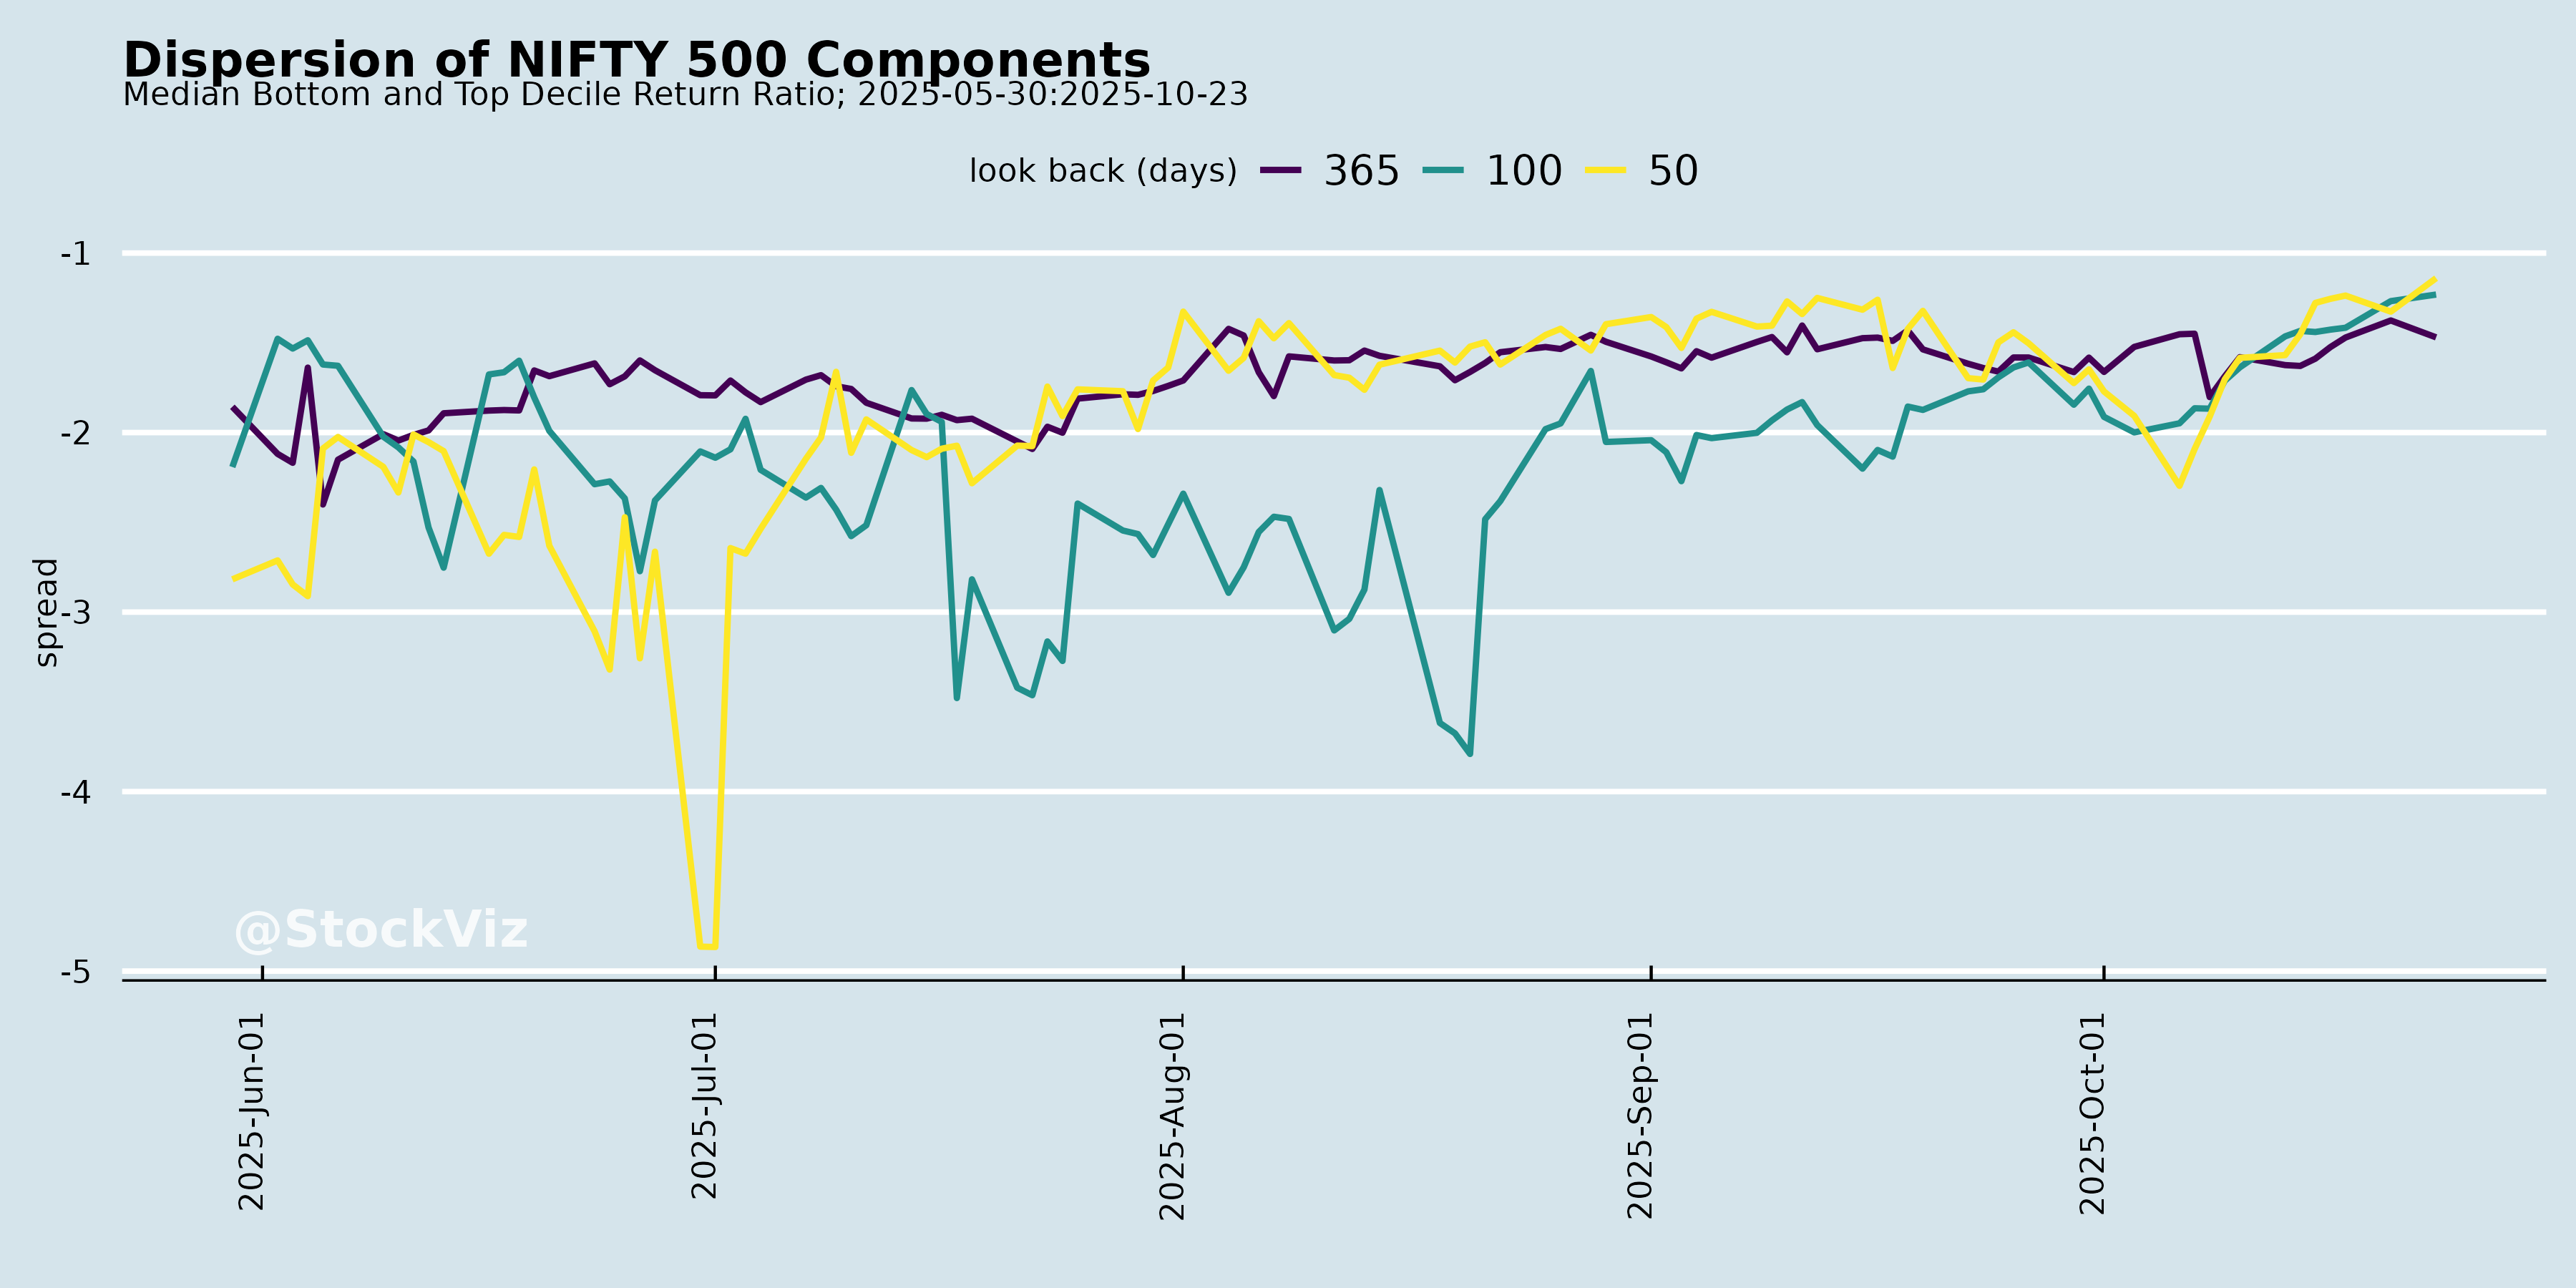 Dispersion of NIFTY 500 Components
Median Bottom and Top Decile Return Ratio; 2025-05-30:2025-10-23
look back (days) 365 100 50
-1
-2
-3
-4
-5
spread
@StockViz
2025-Jun-01
2025-Jul-01
2025-Aug-01
2025-Sep-01
2025-Oct-01